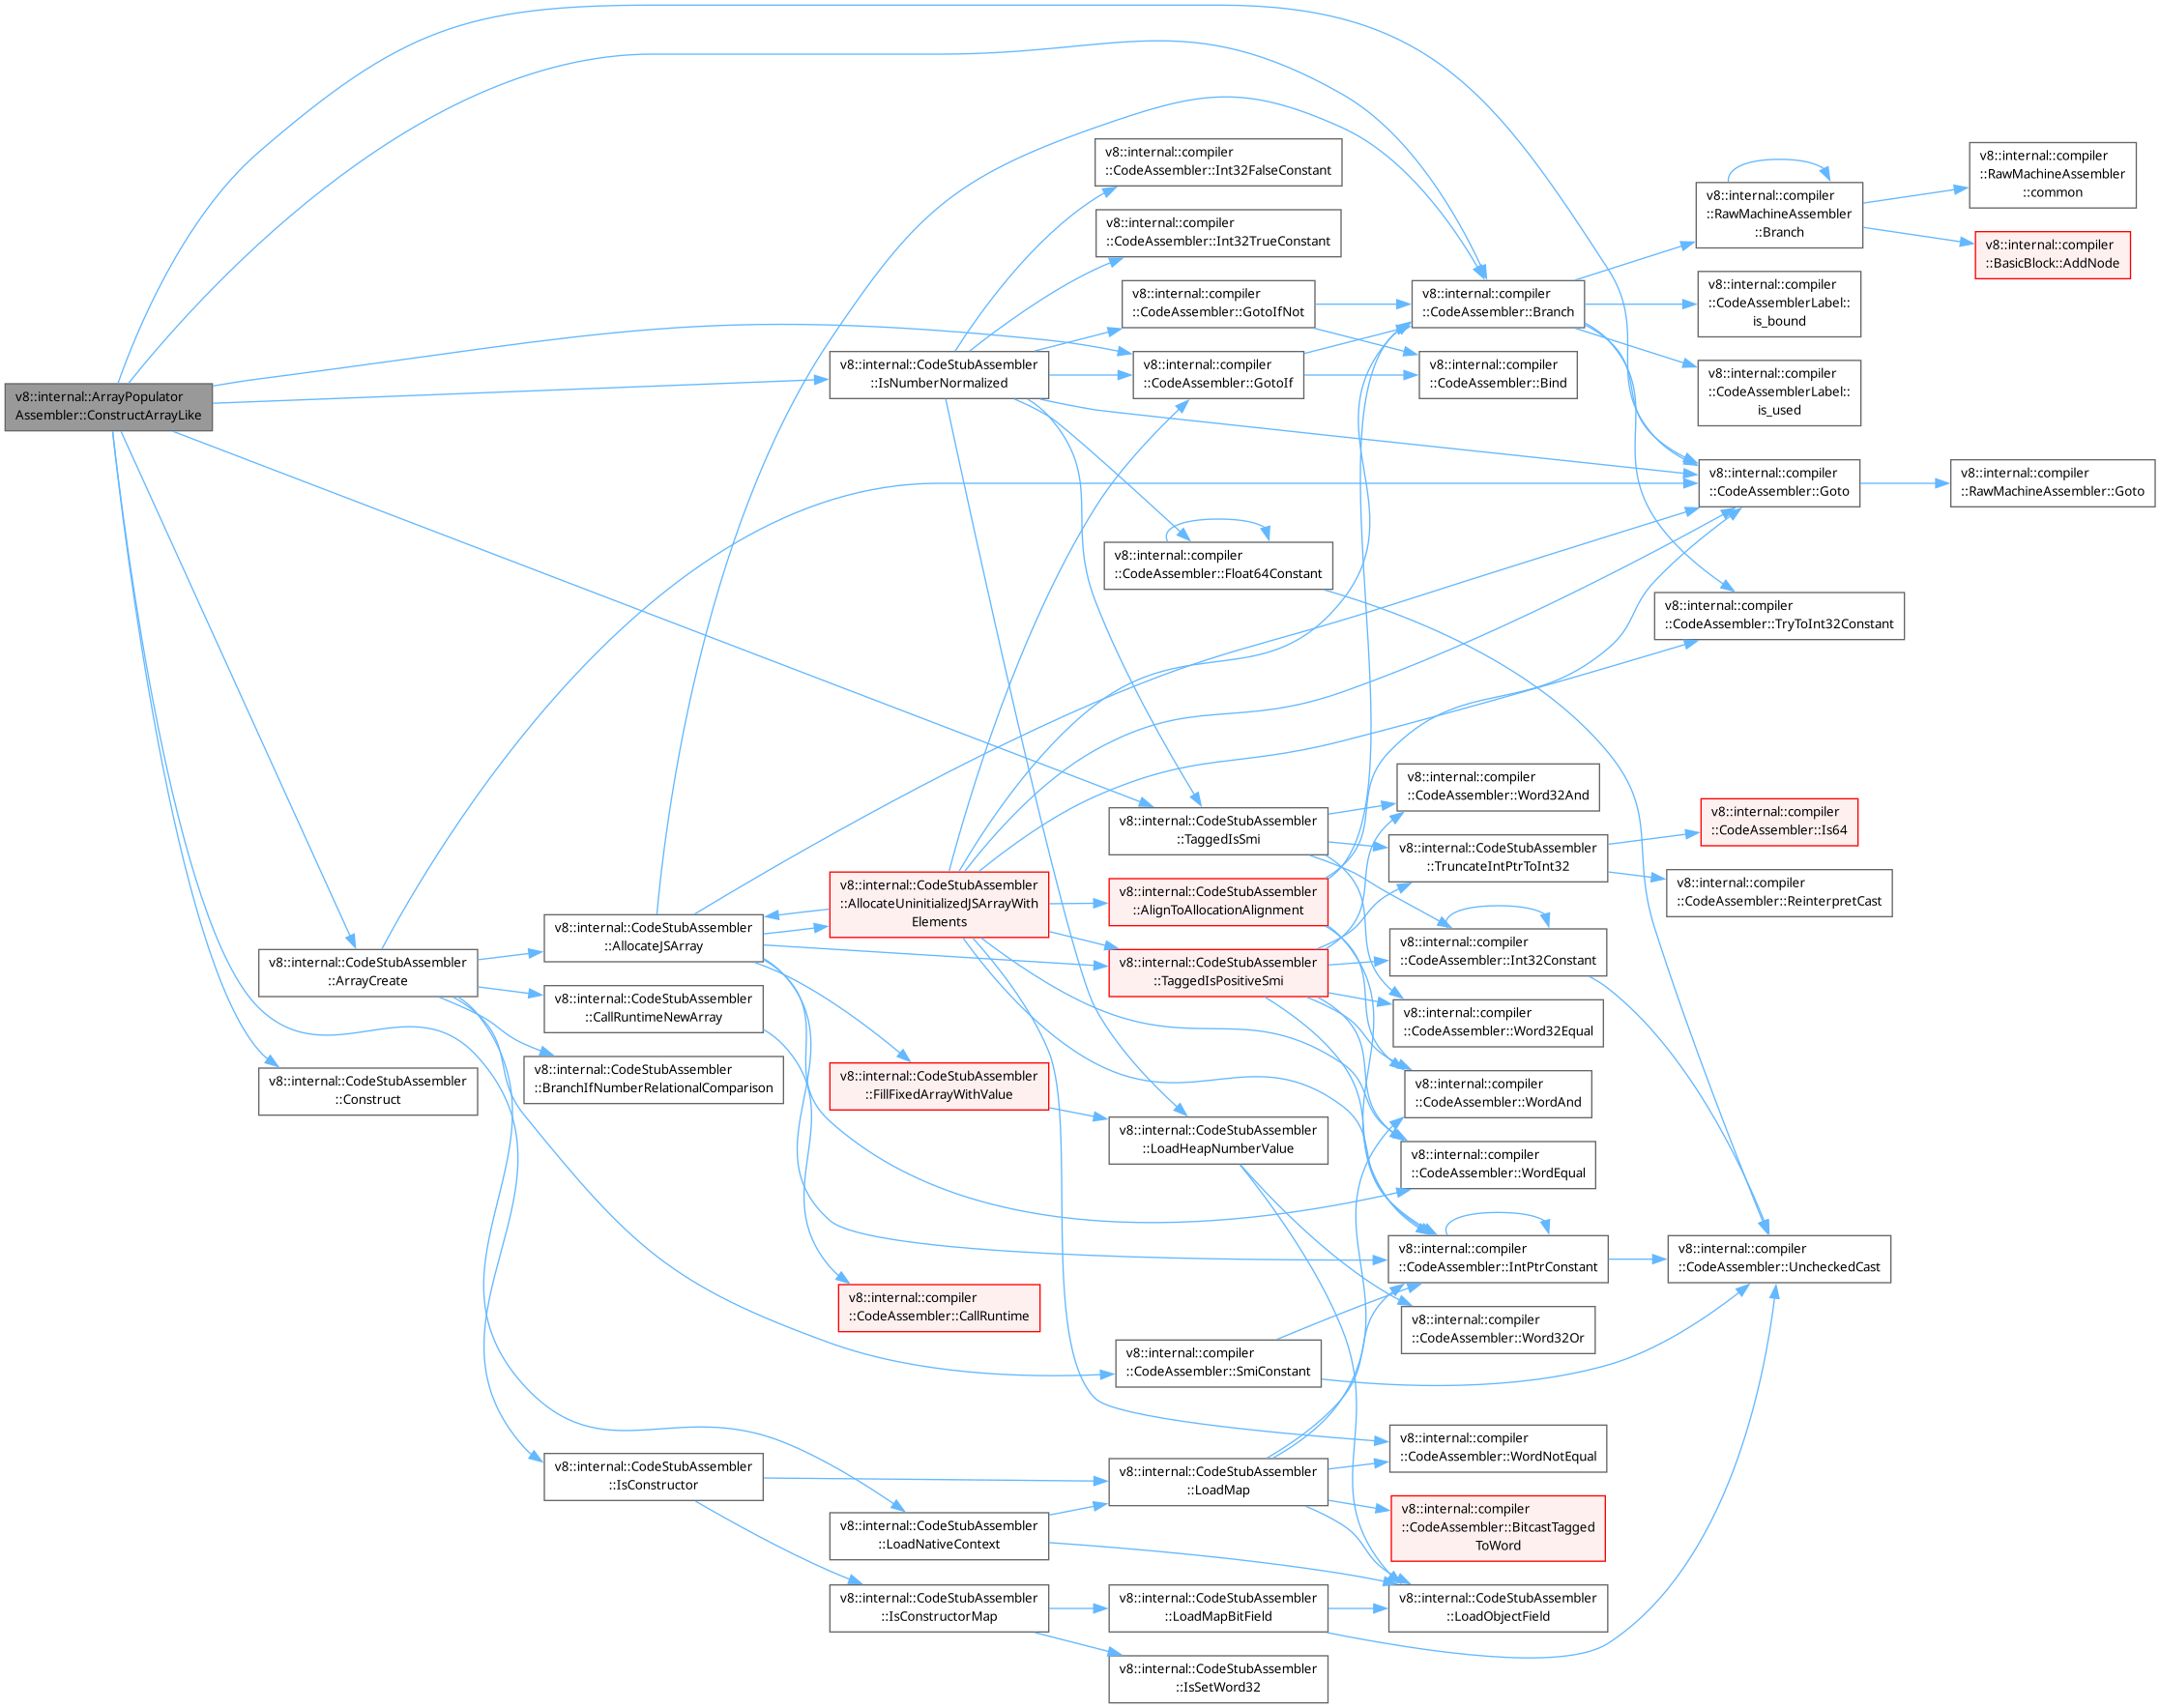 v8::internal::ArrayPopulator
Assembler::ConstructArrayLike
v8::internal::CodeStubAssembler
::ArrayCreate
v8::internal::CodeStubAssembler
::Construct
v8::internal::CodeStubAssembler
::AllocateJSArray
v8::internal::CodeStubAssembler
::CallRuntimeNewArray
v8::internal::CodeStubAssembler
::BranchIfNumberRelationalComparison
v8::internal::CodeStubAssembler
::IsConstructor
v8::internal::CodeStubAssembler
::IsNumberNormalized
v8::internal::CodeStubAssembler
::AllocateUninitializedJSArrayWith
Elements
v8::internal::CodeStubAssembler
::FillFixedArrayWithValue
v8::internal::compiler
::CodeAssembler::CallRuntime
v8::internal::CodeStubAssembler
::LoadNativeContext
v8::internal::CodeStubAssembler
::IsConstructorMap
v8::internal::compiler
::CodeAssembler::Int32FalseConstant
v8::internal::compiler
::CodeAssembler::Int32TrueConstant
v8::internal::compiler
::CodeAssembler::GotoIfNot
v8::internal::compiler
::CodeAssembler::GotoIf
v8::internal::compiler
::CodeAssembler::Float64Constant
v8::internal::CodeStubAssembler
::TaggedIsSmi
v8::internal::CodeStubAssembler
::AlignToAllocationAlignment
v8::internal::CodeStubAssembler
::TaggedIsPositiveSmi
v8::internal::CodeStubAssembler
::LoadHeapNumberValue
v8::internal::compiler
::CodeAssembler::SmiConstant
v8::internal::CodeStubAssembler
::LoadMap
v8::internal::CodeStubAssembler
::LoadMapBitField
v8::internal::CodeStubAssembler
::IsSetWord32
v8::internal::compiler
::CodeAssembler::Branch
v8::internal::compiler
::CodeAssembler::Bind
v8::internal::compiler
::CodeAssembler::Word32And
v8::internal::CodeStubAssembler
::TruncateIntPtrToInt32
v8::internal::compiler
::CodeAssembler::Int32Constant
v8::internal::compiler
::CodeAssembler::Word32Equal
v8::internal::compiler
::CodeAssembler::WordAnd
v8::internal::compiler
::CodeAssembler::WordEqual
v8::internal::compiler
::CodeAssembler::IntPtrConstant
v8::internal::compiler
::CodeAssembler::Word32Or
v8::internal::compiler
::CodeAssembler::WordNotEqual
v8::internal::compiler
::CodeAssembler::BitcastTagged
ToWord
v8::internal::CodeStubAssembler
::LoadObjectField
v8::internal::compiler
::RawMachineAssembler
::Branch
v8::internal::compiler
::CodeAssemblerLabel::
is_bound
v8::internal::compiler
::CodeAssemblerLabel::
is_used
v8::internal::compiler
::CodeAssembler::Goto
v8::internal::compiler
::CodeAssembler::TryToInt32Constant
v8::internal::compiler
::CodeAssembler::Is64
v8::internal::compiler
::CodeAssembler::ReinterpretCast
v8::internal::compiler
::CodeAssembler::UncheckedCast
v8::internal::compiler
::RawMachineAssembler
::common
v8::internal::compiler
::BasicBlock::AddNode
v8::internal::compiler
::RawMachineAssembler::Goto